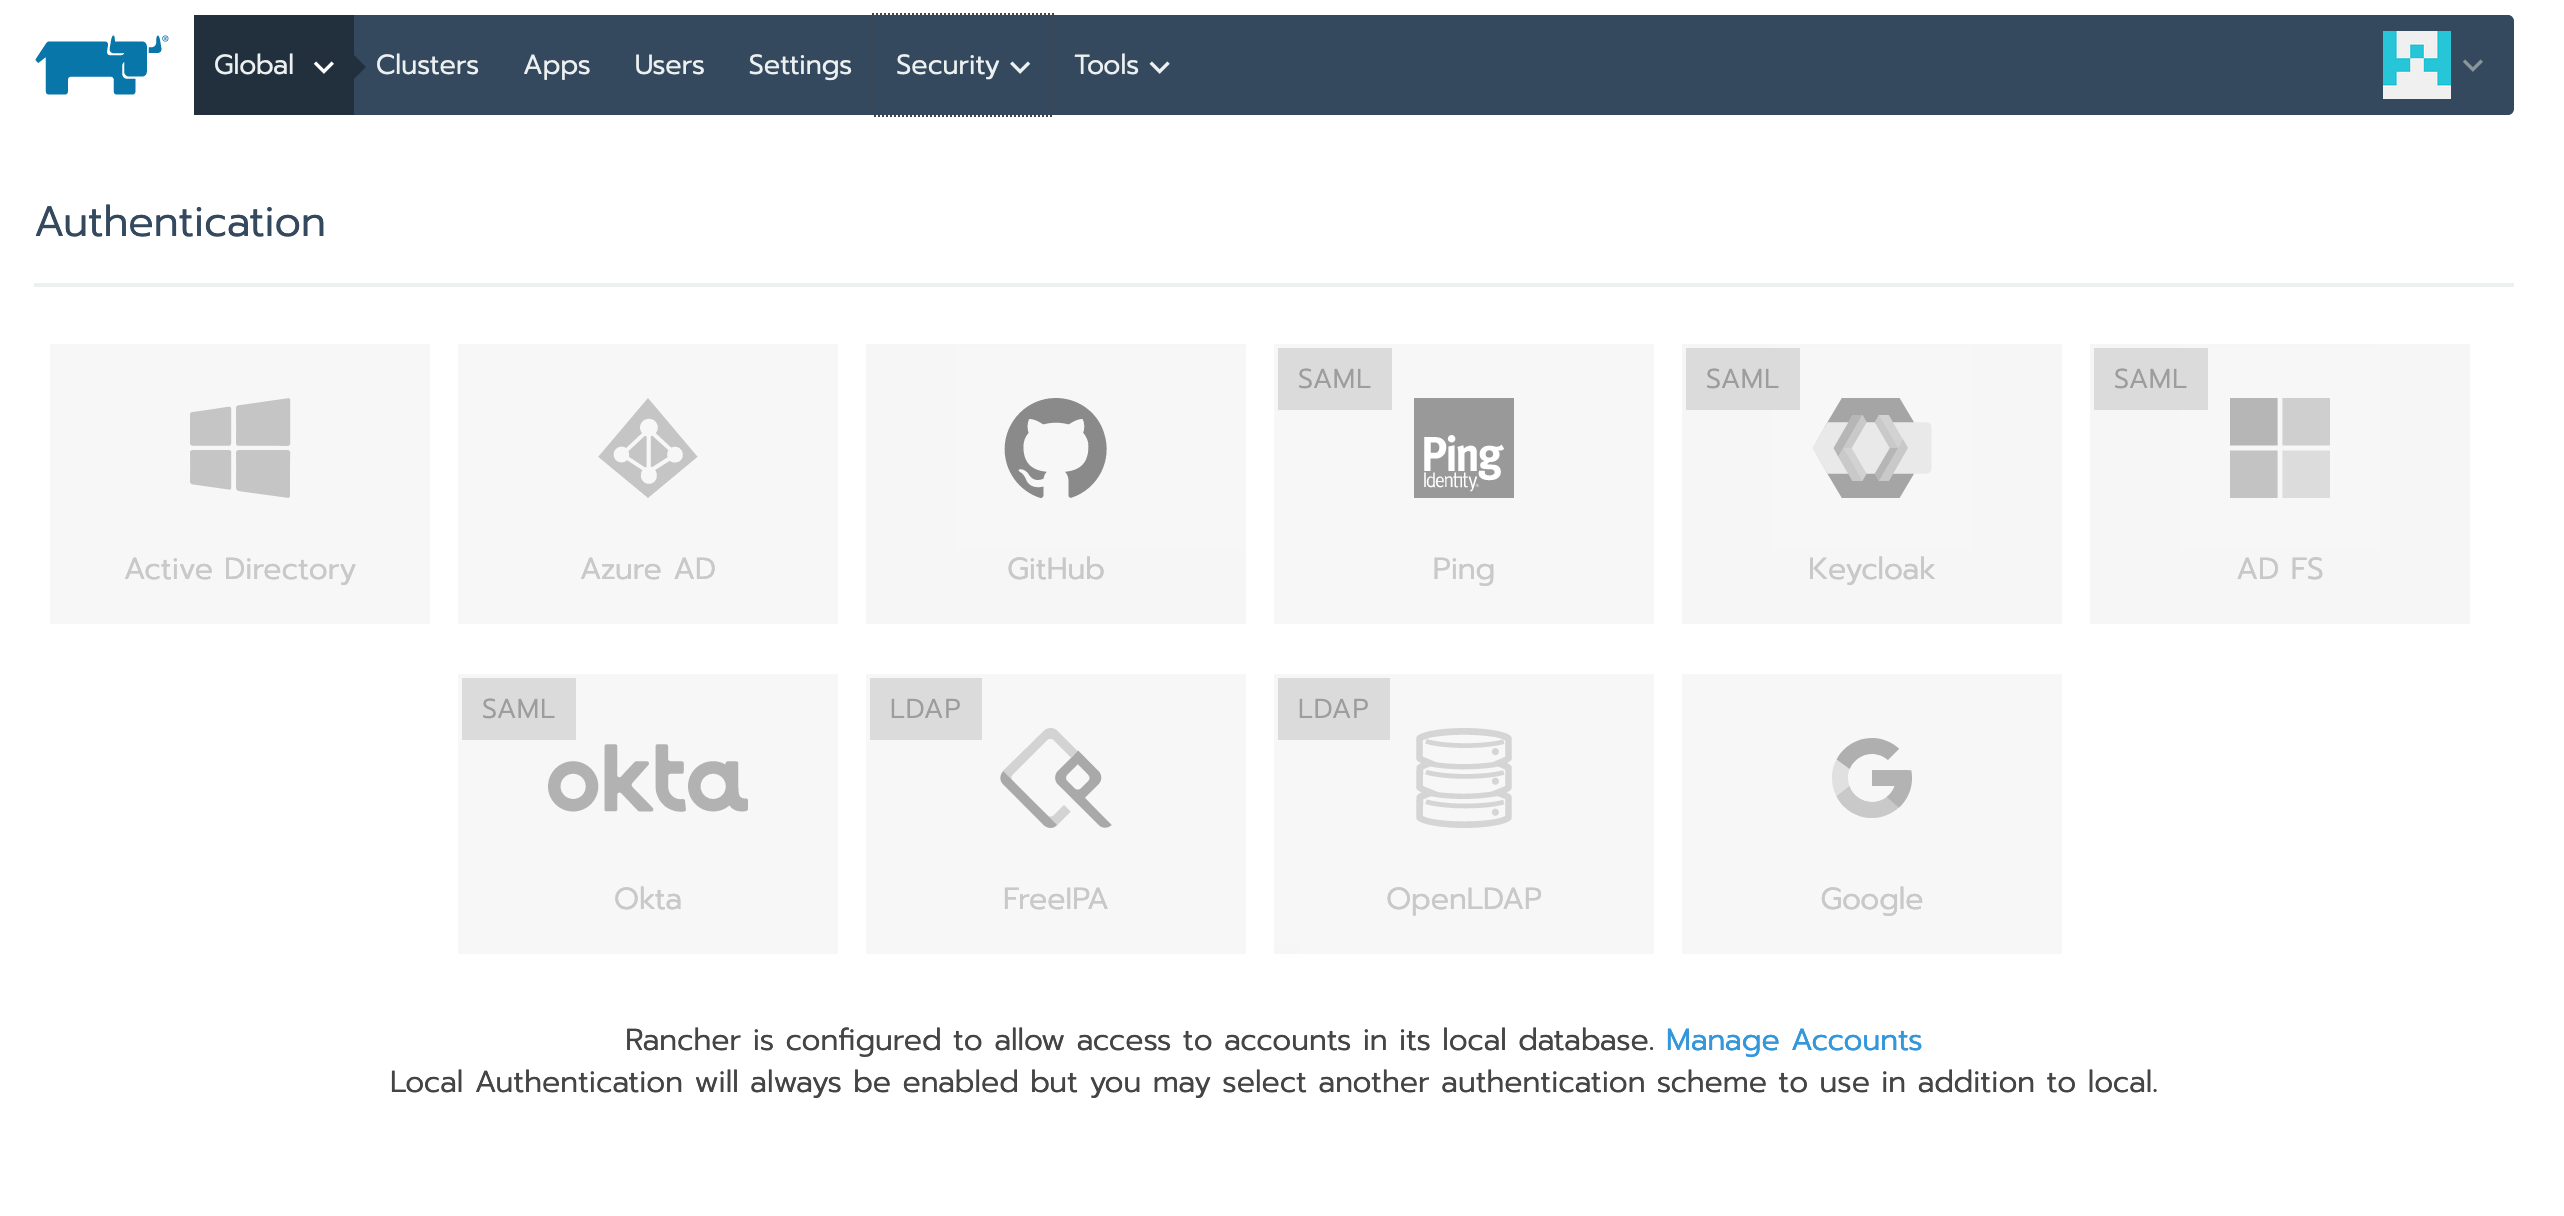 Global Clusters Apps Users Settings Security Tools
Authentication
Active Directory
Azure AD
GitHub
SAML
Ping Identity
Ping
SAML
Keycloak
SAML
AD FS
SAML
okta
Okta
LDAP
FreeIPA
LDAP
OpenLDAP
G
Google
Rancher is configured to allow access to accounts in its local database. Manage Accounts
Local Authentication will always be enabled but you may select another authentication scheme to use in addition to local.